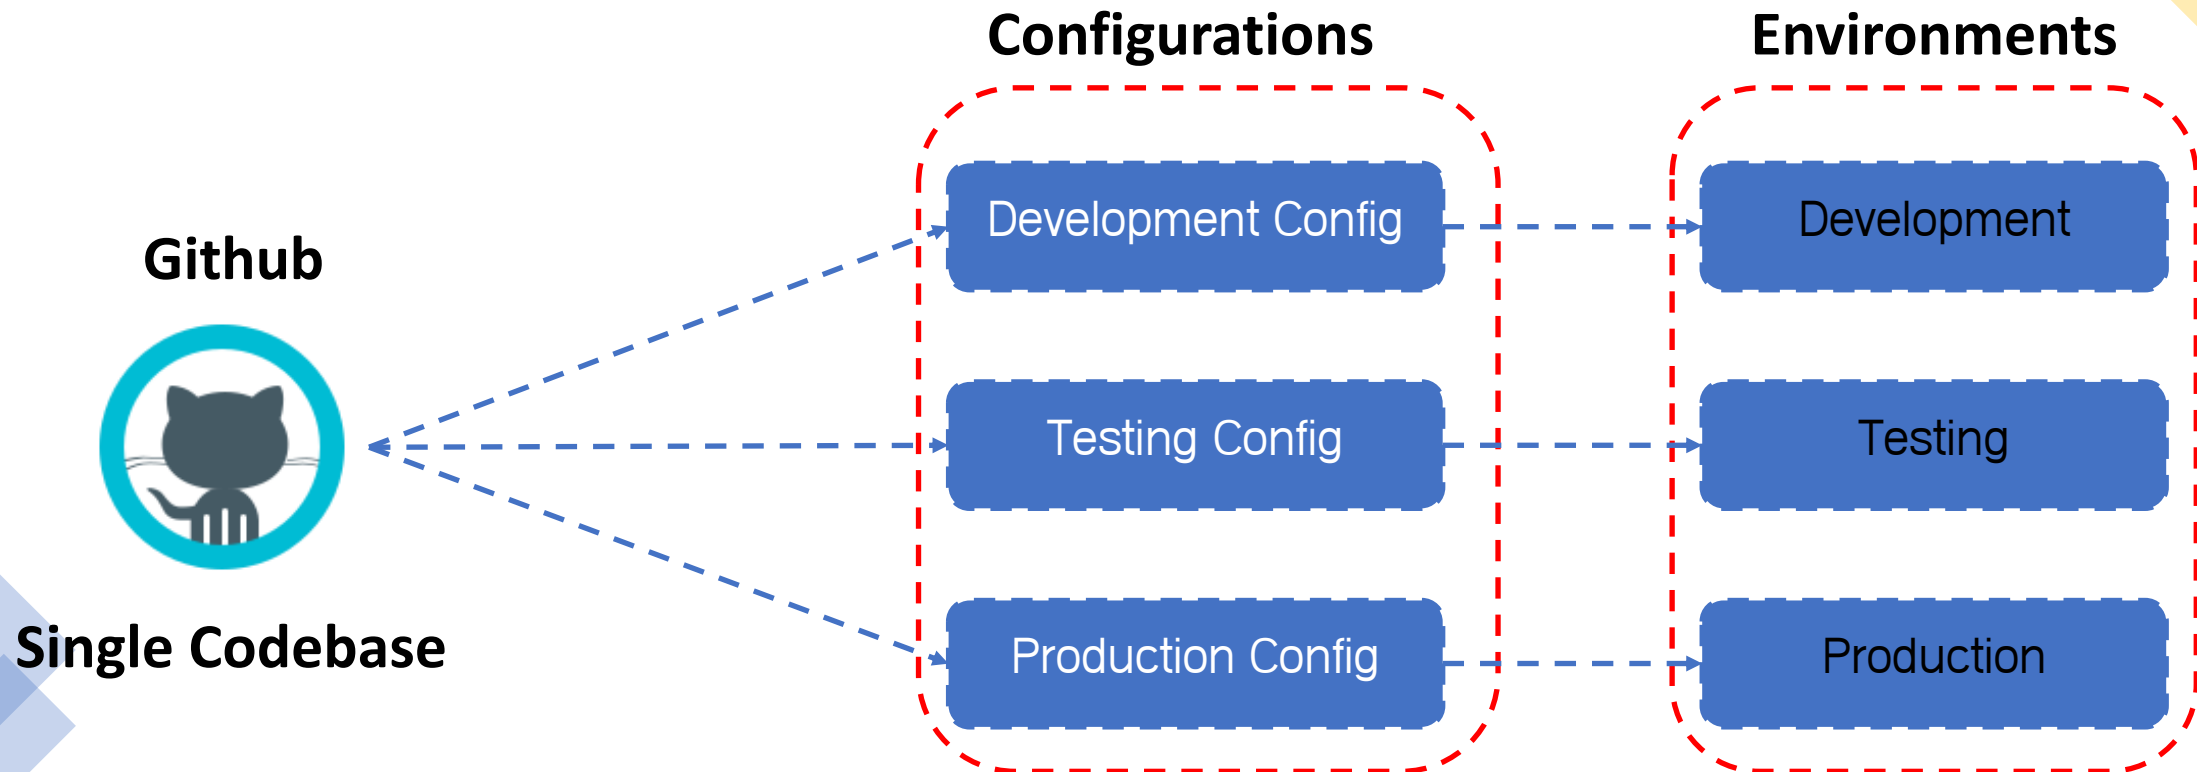 Configurations
Environments
Github
Single Codebase
Development Config
Testing Config
Production Config
Development
Testing
Production